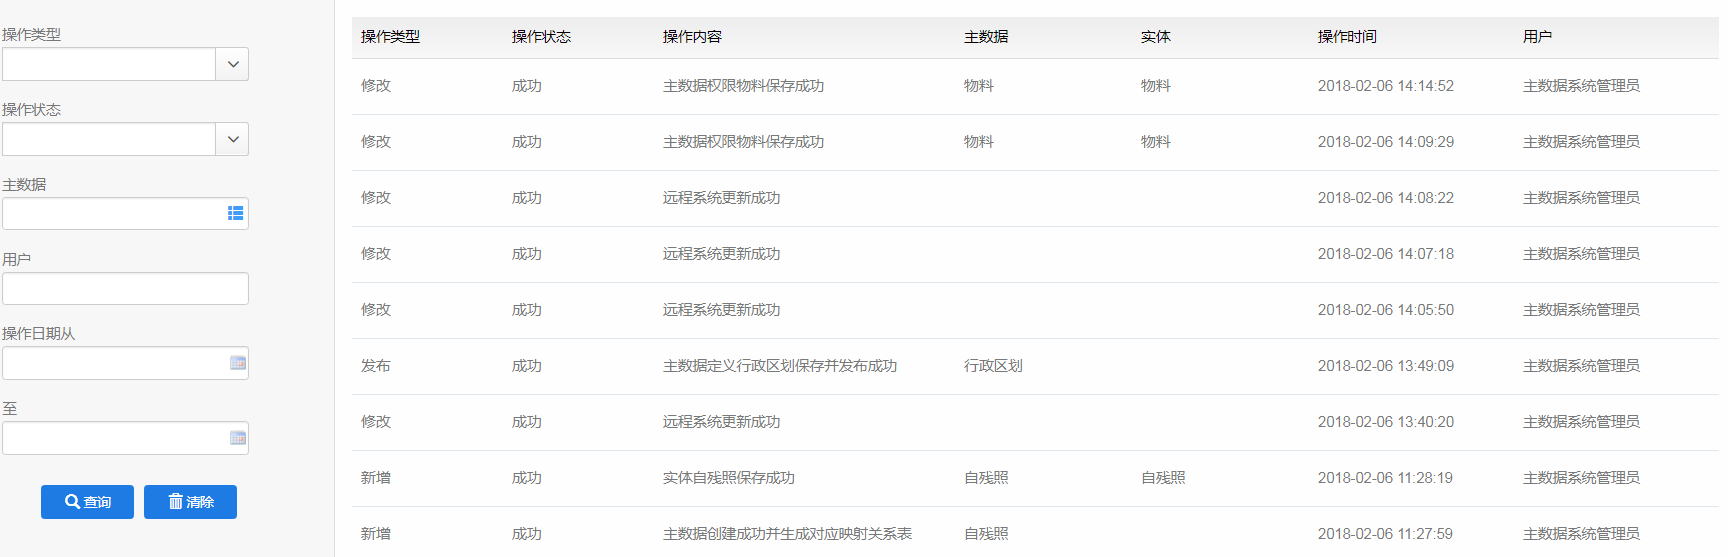 操作类型
操作状态
主数据
用户
操作日期从
至
查询 清除
操作类型 操作状态 操作内容 主数据 实体 操作时间 用户
修改 成功 主数据权限物料保存成功 物料 物料 2018-02-06 14:14:52 主数据系统管理员
修改 成功 主数据权限物料保存成功 物料 物料 2018-02-06 14:09:29 主数据系统管理员
修改 成功 远程系统更新成功 2018-02-06 14:08:22 主数据系统管理员
修改 成功 远程系统更新成功 2018-02-06 14:07:18 主数据系统管理员
修改 成功 远程系统更新成功 2018-02-06 14:05:50 主数据系统管理员
发布 成功 主数据定义行政区划保存并发布成功 行政区划 2018-02-06 13:49:09 主数据系统管理员
修改 成功 远程系统更新成功 2018-02-06 13:40:20 主数据系统管理员
新增 成功 实体自残照保存成功 自残照 自残照 2018-02-06 11:28:19 主数据系统管理员
新增 成功 主数据创建成功并生成对应映射关系表 自残照 2018-02-06 11:27:59 主数据系统管理员